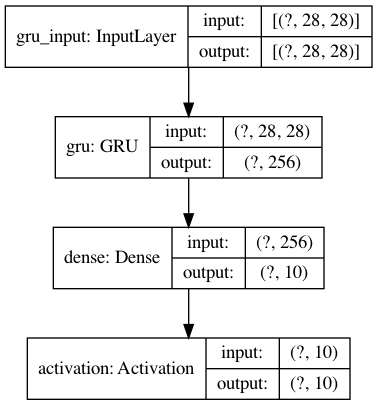 gru_input: InputLayer
input: [(?, 28, 28)]
output: [(?, 28, 28)]
gru: GRU
input: (?, 28, 28)
output: (?, 256)
dense: Dense
input: (?, 256)
output: (?, 10)
activation: Activation
input: (?, 10)
output: (?, 10)